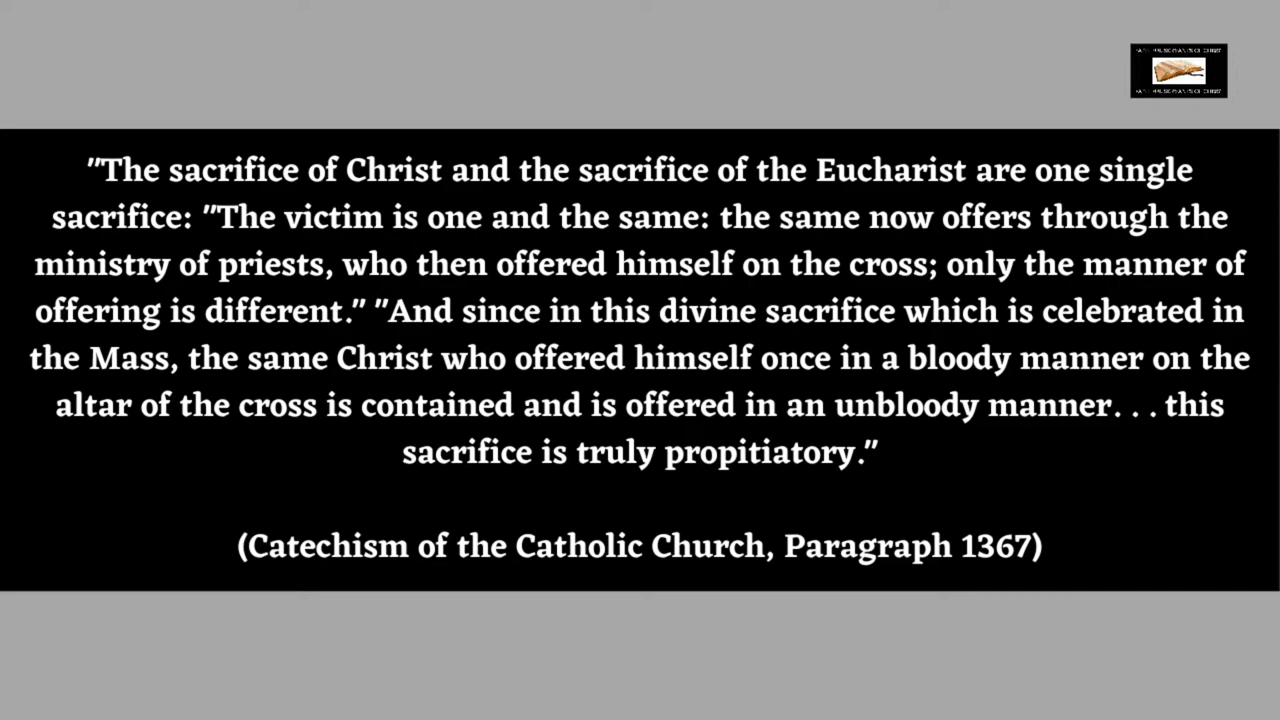 "The sacrifice of Christ and the sacrifice of the Eucharist are one single
sacrifice: "The victim is one and the same: the same now offers through the
ministry of priests, who then offered himself on the cross; only the manner of
offering is different." "And since in this divine sacrifice which is celebrated in
the Mass, the same Christ who offered himself once in a bloody manner on the
altar of the cross is contained and is offered in an unbloody manner. . . this
sacrifice is truly propitiatory."
(Catechism of the Catholic Church, Paragraph 1367)